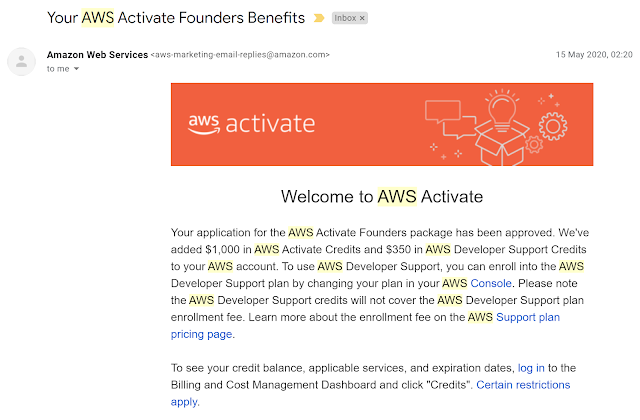 Your AWS Activate Founders Benefits Inbox ×
Amazon Web Services <aws-marketing-email-replies@amazon.com> 15 May 2020, 02:20
to me
aws activate
Welcome to AWS Activate
Your application for the AWS Activate Founders package has been approved. We've
added $1,000 in AWS Activate Credits and $350 in AWS Developer Support Credits
to your AWS account. To use AWS Developer Support, you can enroll into the AWS
Developer Support plan by changing your plan in your AWS Console. Please note
the AWS Developer Support credits will not cover the AWS Developer Support plan
enrollment fee. Learn more about the enrollment fee on the AWS Support plan
pricing page.
To see your credit balance, applicable services, and expiration dates, log in to the
Billing and Cost Management Dashboard and click "Credits". Certain restrictions
apply.